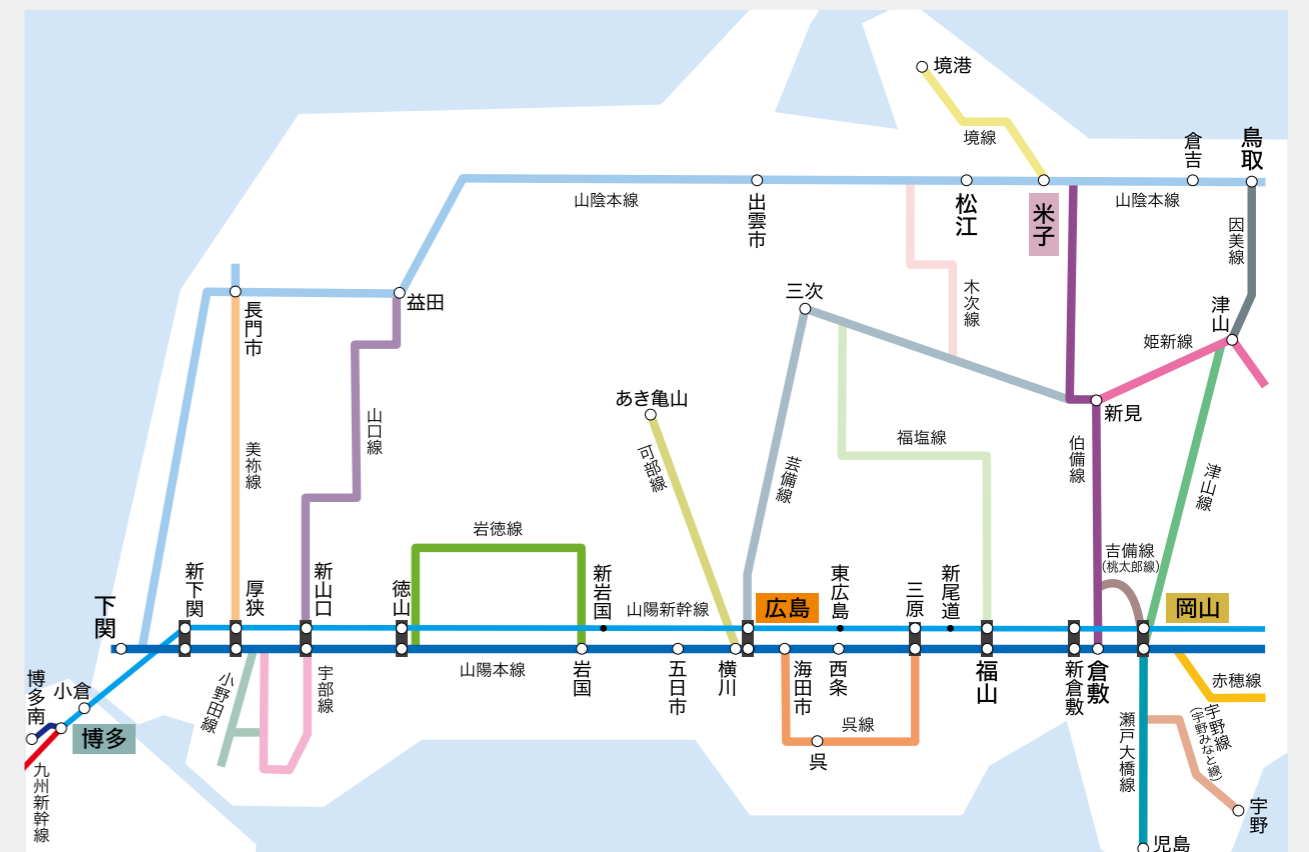 境港
境線
倉吉
鳥取
山陰本線
出雲市
松江
米子
山陰本線
因美線
長門市
益田
三次
木次線
津山
姫新線
新見
あき亀山
山口線
美祢線
可部線
芸備線
福塩線
伯備線
津山線
岩徳線
吉備線
(桃太郎線)
下関
新下関
厚狭
新山口
徳山
新岩国
山陽新幹線
広島
東広島
三原
新尾道
岡山
山陽本線
岩国
五日市
横川
海田市
西条
福山
新倉敷
倉敷
赤穂線
博多南
小倉
博多
小野田線
宇部線
呉線
呉
瀬戸大橋線
宇野線
(宇野みなと線)
九州新幹線
宇野
児島